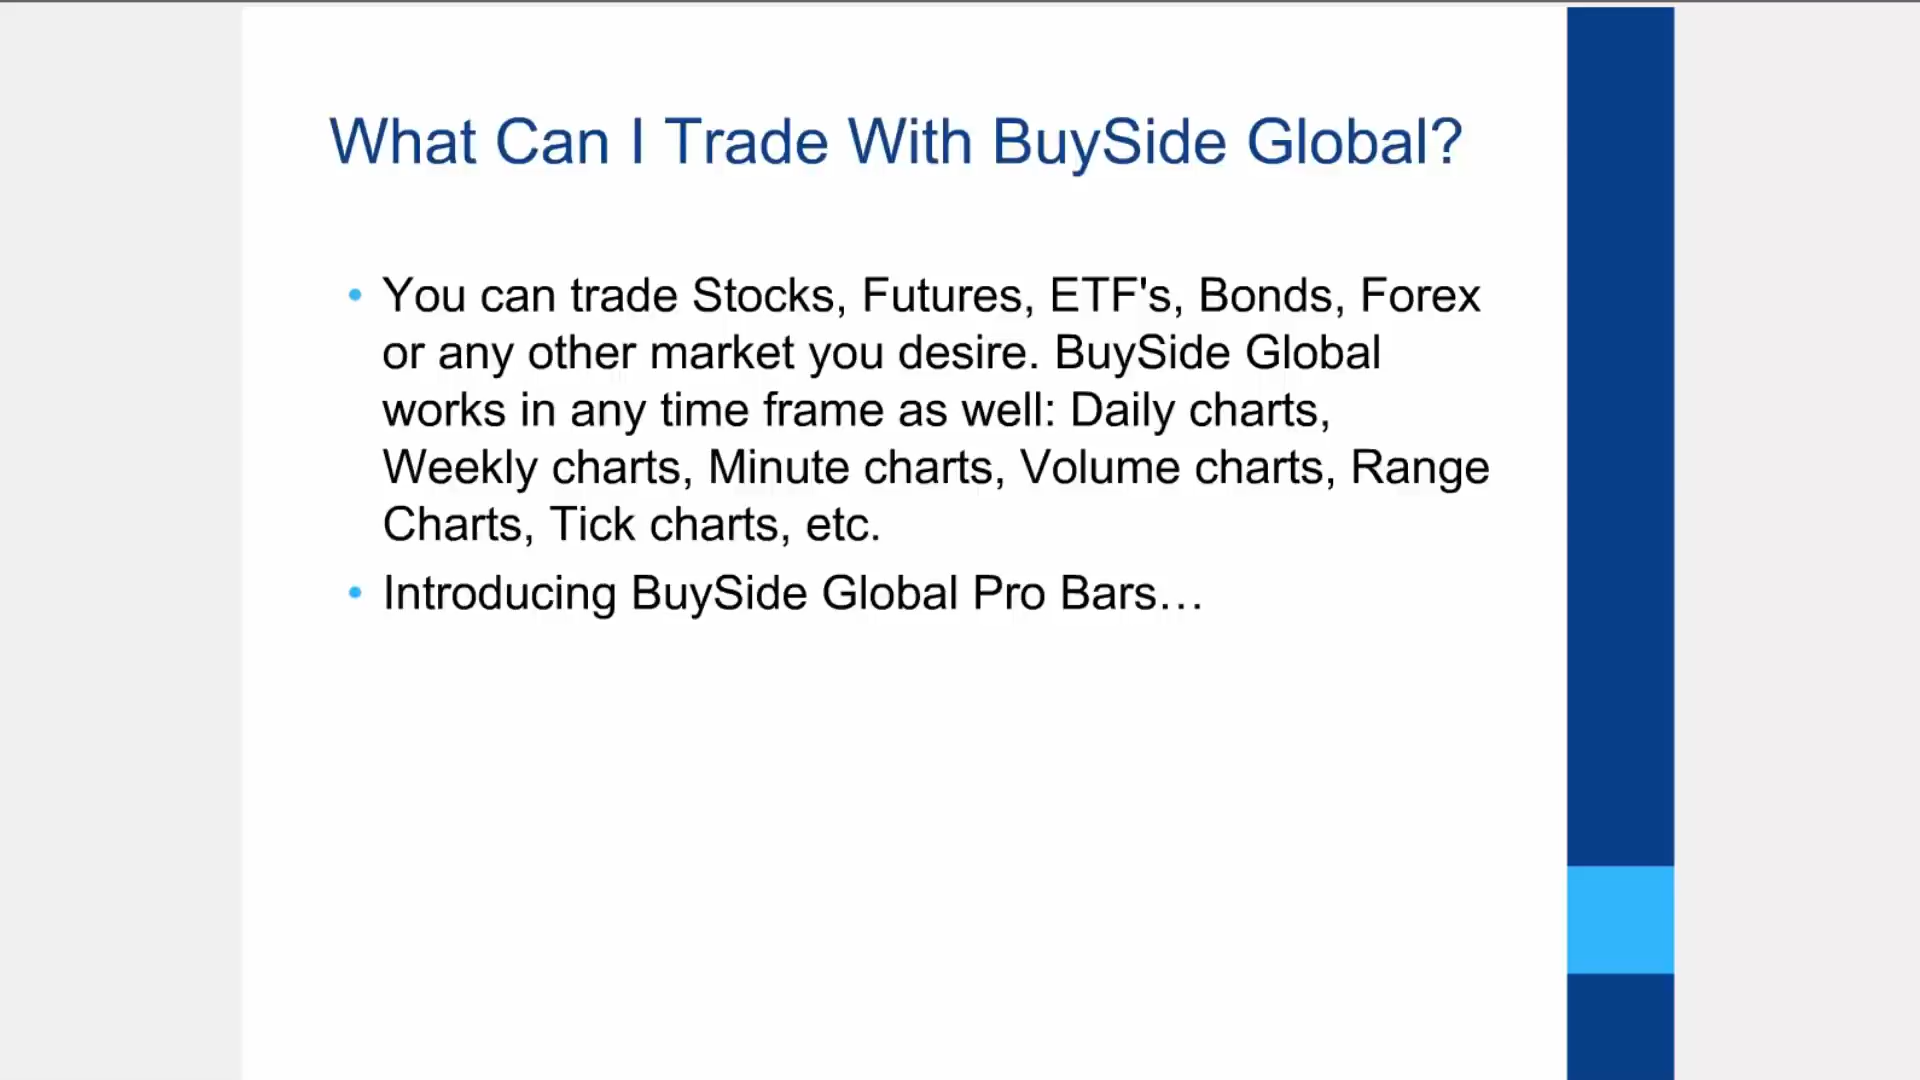 What Can I Trade With BuySide Global?
• You can trade Stocks, Futures, ETF's, Bonds, Forex
or any other market you desire. BuySide Global
works in any time frame as well: Daily charts,
Weekly charts, Minute charts, Volume charts, Range
Charts, Tick charts, etc.
• Introducing BuySide Global Pro Bars…